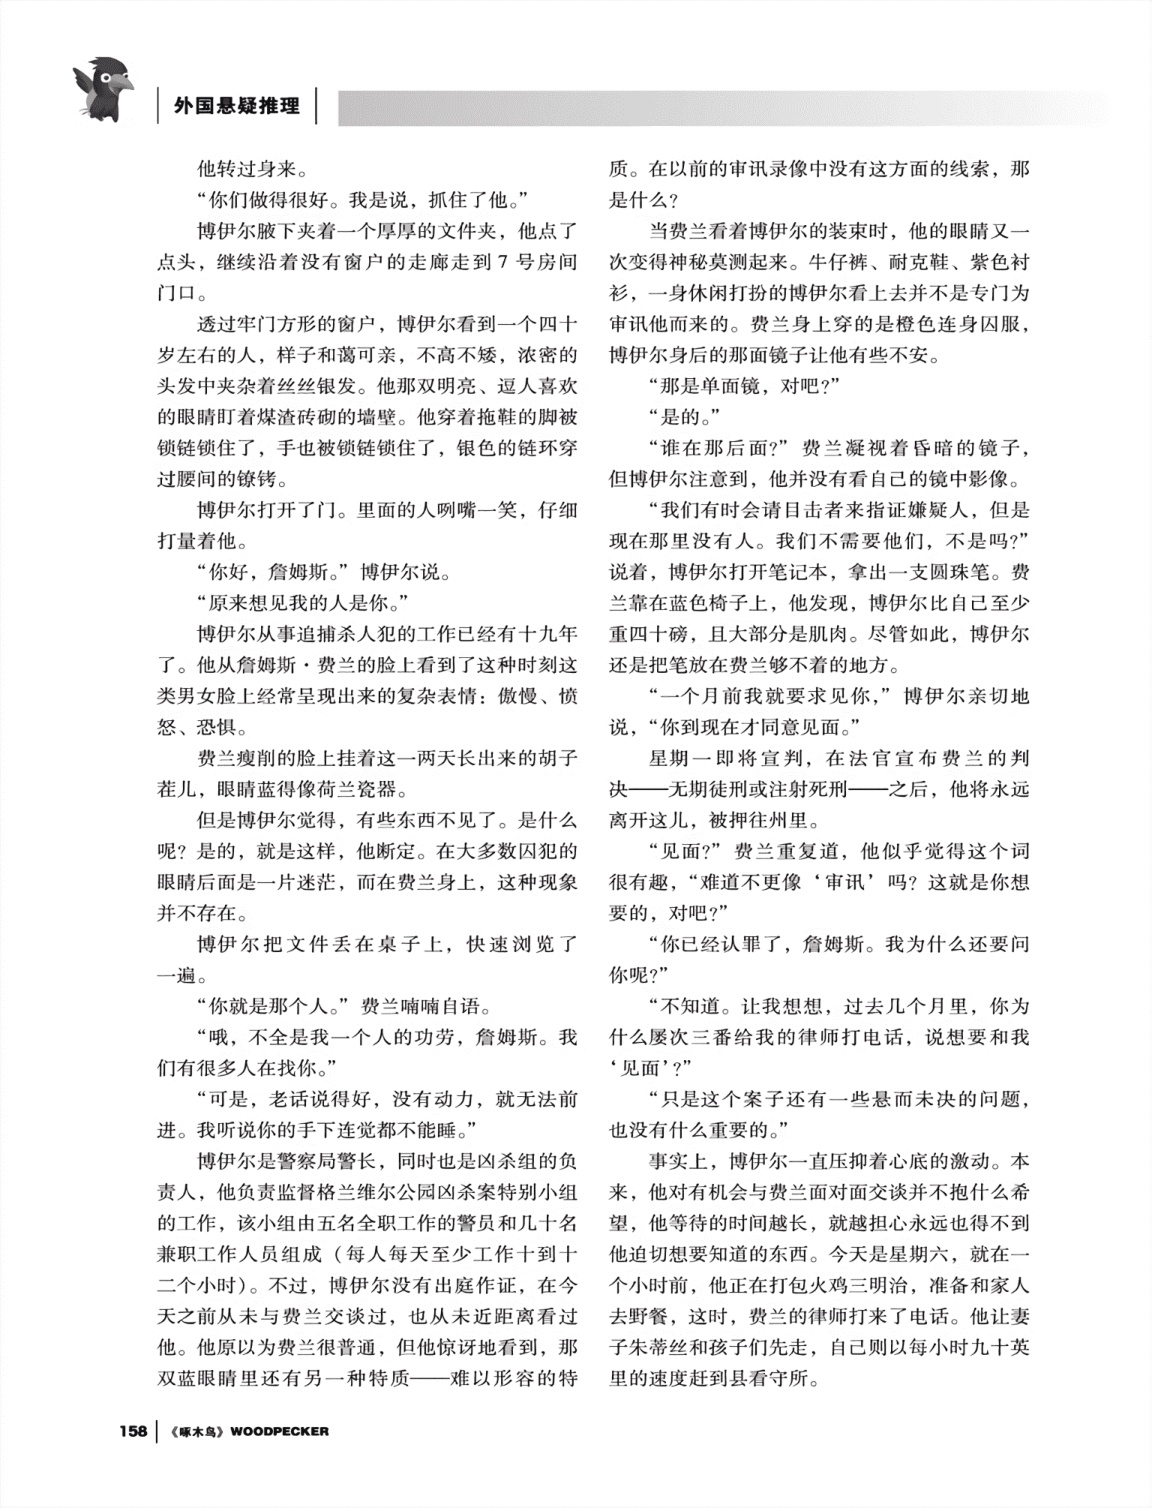 外国悬疑推理
他转过身来。
“你们做得很好。我是说，抓住了他。”
博伊尔腋下夹着一个厚厚的文件夹，他点了
点头，继续沿着没有窗户的走廊走到 7 号房间
门口。
透过牢门方形的窗户，博伊尔看到一个四十
岁左右的人，样子和蔼可亲，不高不矮，浓密的
头发中夹杂着丝丝银发。他那双明亮、逗人喜欢
的眼睛盯着煤渣砖砌的墙壁。他穿着拖鞋的脚被
锁链锁住了，手也被锁链锁住了，银色的链环穿
过腰间的镣铐。
博伊尔打开了门。里面的人咧嘴一笑，仔细
打量着他。
“你好，詹姆斯。”博伊尔说。
“原来想见我的人是你。”
博伊尔从事追捕杀人犯的工作已经有十九年
了。他从詹姆斯·费兰的脸上看到了这种时刻这
类男女脸上经常呈现出来的复杂表情：傲慢、愤
怒、恐惧。
费兰瘦削的脸上挂着这一两天长出来的胡子
茬儿，眼睛蓝得像荷兰瓷器。
但是博伊尔觉得，有些东西不见了。是什么
呢？是的，就是这样，他断定。在大多数囚犯的
眼睛后面是一片迷茫，而在费兰身上，这种现象
并不存在。
博伊尔把文件丢在桌子上，快速浏览了
一遍。
“你就是那个人。”费兰喃喃自语。
“哦，不全是我一个人的功劳，詹姆斯。我
们有很多人在找你。”
“可是，老话说得好，没有动力，就无法前
进。我听说你的手下连觉都不能睡。”
博伊尔是警察局警长，同时也是凶杀组的负
责人，他负责监督格兰维尔公园凶杀案特别小组
的工作，该小组由五名全职工作的警员和几十名
兼职工作人员组成（每人每天至少工作十到十
二个小时）。不过，博伊尔没有出庭作证，在今
天之前从未与费兰交谈过，也从未近距离看过
他。他原以为费兰很普通，但他惊讶地看到，那
双蓝眼睛里还有另一种特质——难以形容的特
质。在以前的审讯录像中没有这方面的线索，那
是什么？
当费兰看着博伊尔的装束时，他的眼睛又一
次变得神秘莫测起来。牛仔裤、耐克鞋、紫色衬
衫，一身休闲打扮的博伊尔看上去并不是专门为
审讯他而来的。费兰身上穿的是橙色连身囚服，
博伊尔身后的那面镜子让他有些不安。
“那是单面镜，对吧？”
“是的。”
“谁在那后面？”费兰凝视着昏暗的镜子，
但博伊尔注意到，他并没有看自己的镜中影像。
“我们有时会请目击者来指证嫌疑人，但是
现在那里没有人。我们不需要他们，不是吗？”
说着，博伊尔打开笔记本，拿出一支圆珠笔。费
兰靠在蓝色椅子上，他发现，博伊尔比自己至少
重四十磅，且大部分是肌肉。尽管如此，博伊尔
还是把笔放在费兰够不着的地方。
“一个月前我就要求见你，”博伊尔亲切地
说，“你到现在才同意见面。”
星期一即将宣判，在法官宣布费兰的判
决——无期徒刑或注射死刑——之后，他将永远
离开这儿，被押往州里。
“见面？”费兰重复道，他似乎觉得这个词
很有趣，“难道不更像‘审讯’吗？这就是你想
要的，对吧？”
“你已经认罪了，詹姆斯。我为什么还要问
你呢？”
“不知道。让我想想，过去几个月里，你为
什么屡次三番给我的律师打电话，说想要和我
‘见面’？”
“只是这个案子还有一些悬而未决的问题，
也没有什么重要的。”
事实上，博伊尔一直压抑着心底的激动。本
来，他对有机会与费兰面对面交谈并不抱什么希
望，他等待的时间越长，就越担心永远也得不到
他迫切想要知道的东西。今天是星期六，就在一
个小时前，他正在打包火鸡三明治，准备和家人
去野餐，这时，费兰的律师打来了电话。他让妻
子朱蒂丝和孩子们先走，自己则以每小时九十英
里的速度赶到县看守所。
158 《啄木鸟》WOODPECKER